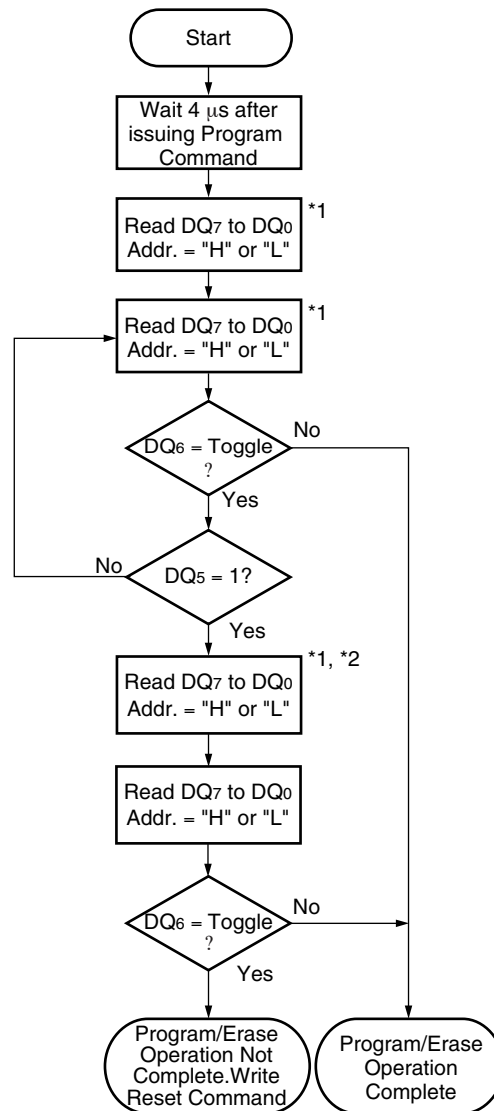 Start
Wait 4 μs after
issuing Program
Command
Read DQ7 to DQ0
Addr. = "H" or "L"
*1
Read DQ7 to DQ0
Addr. = "H" or "L"
*1
DQ6 = Toggle
?
No
Yes
DQ5 = 1?
No
Yes
Read DQ7 to DQ0
Addr. = "H" or "L"
*1, *2
Read DQ7 to DQ0
Addr. = "H" or "L"
DQ6 = Toggle
?
No
Yes
Program/Erase
Operation Not
Complete.Write
Reset Command
Program/Erase
Operation
Complete